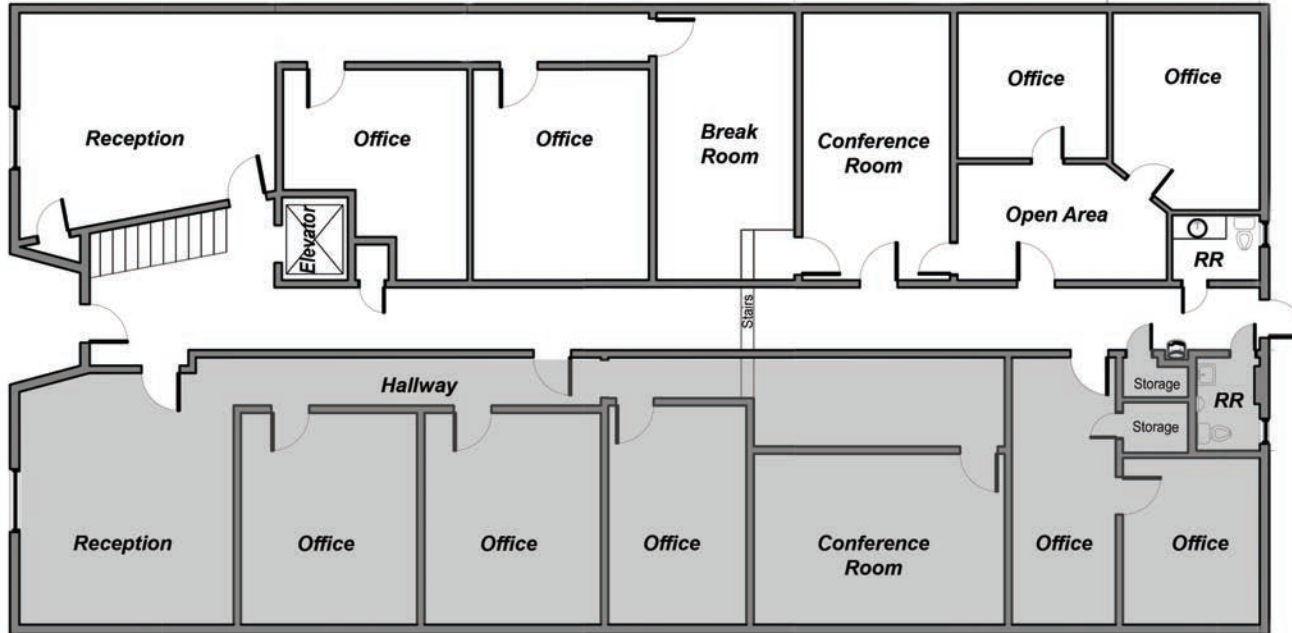 Reception
Office
Office
Break
Room
Conference
Room
Office
Office
Open Area
RR
Elevator
Stairs
Hallway
Storage
Storage
RR
Reception
Office
Office
Office
Conference
Room
Office
Office